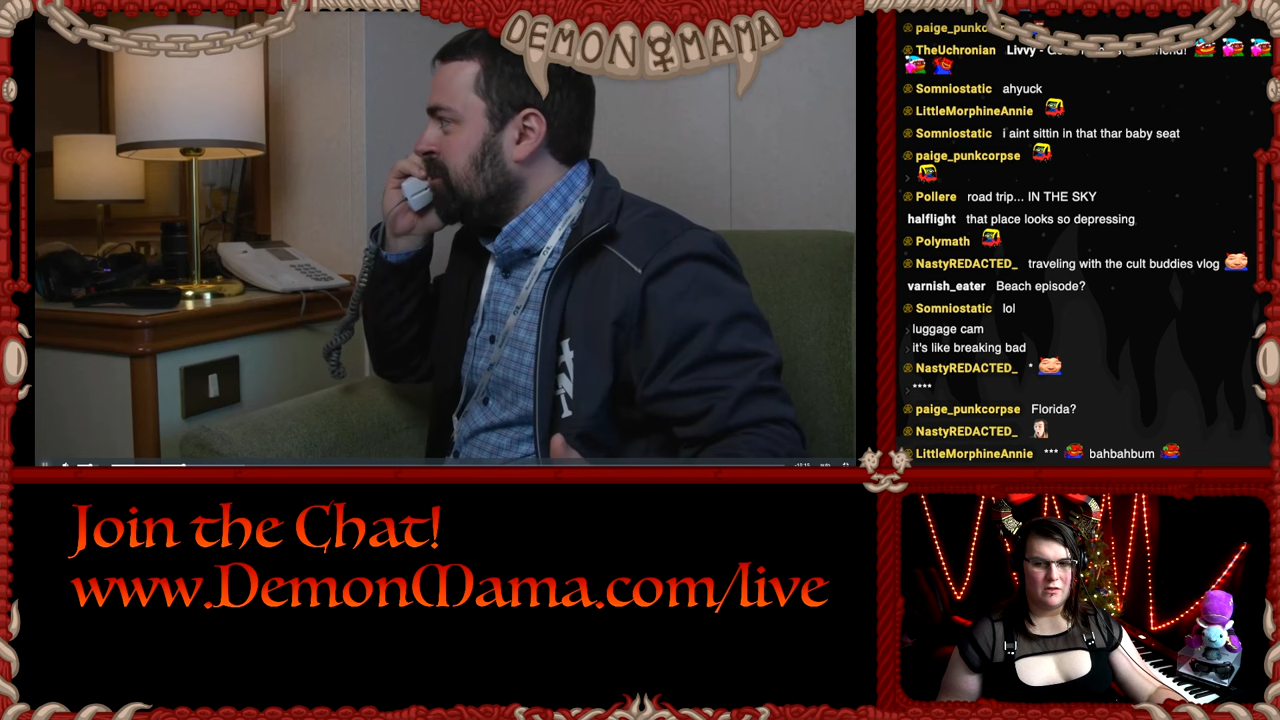 DEMON MAMA
paige_punkc
TheUchronian Livvy -
Somniostatic ahyuck
LittleMorphineAnnie
Somniostatic i aint sittin in that thar baby seat
paige_punkcorpse
Pollere road trip... IN THE SKY
halflight that place looks so depressing
Polymath
NastyREDACTED_ traveling with the cult buddies vlog
varnish_eater Beach episode?
Somniostatic lol
luggage cam
it's like breaking bad
NastyREDACTED_ *
****
paige_punkcorpse Florida?
NastyREDACTED_
LittleMorphineAnnie *** bahbahbum
Join the Chat!
www.DemonMama.com/live